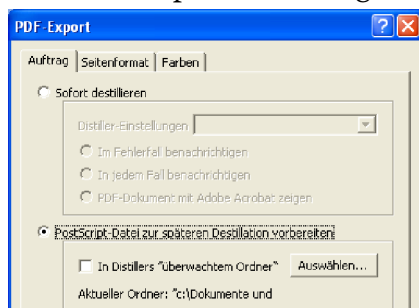 PDF-Export
Auftrag Seitenformat Farben
Sofort destillieren
Distiller-Einstellungen
Im Fehlerfall benachrichtigen
In jedem Fall benachrichtigen
PDF-Dokument mit Adobe Acrobat zeigen
PostScript-Datei zur späteren Destillation vorbereiten
In Distillers "überwachtem Ordner" Auswählen...
Aktueller Ordner: "c:\Dokumente und